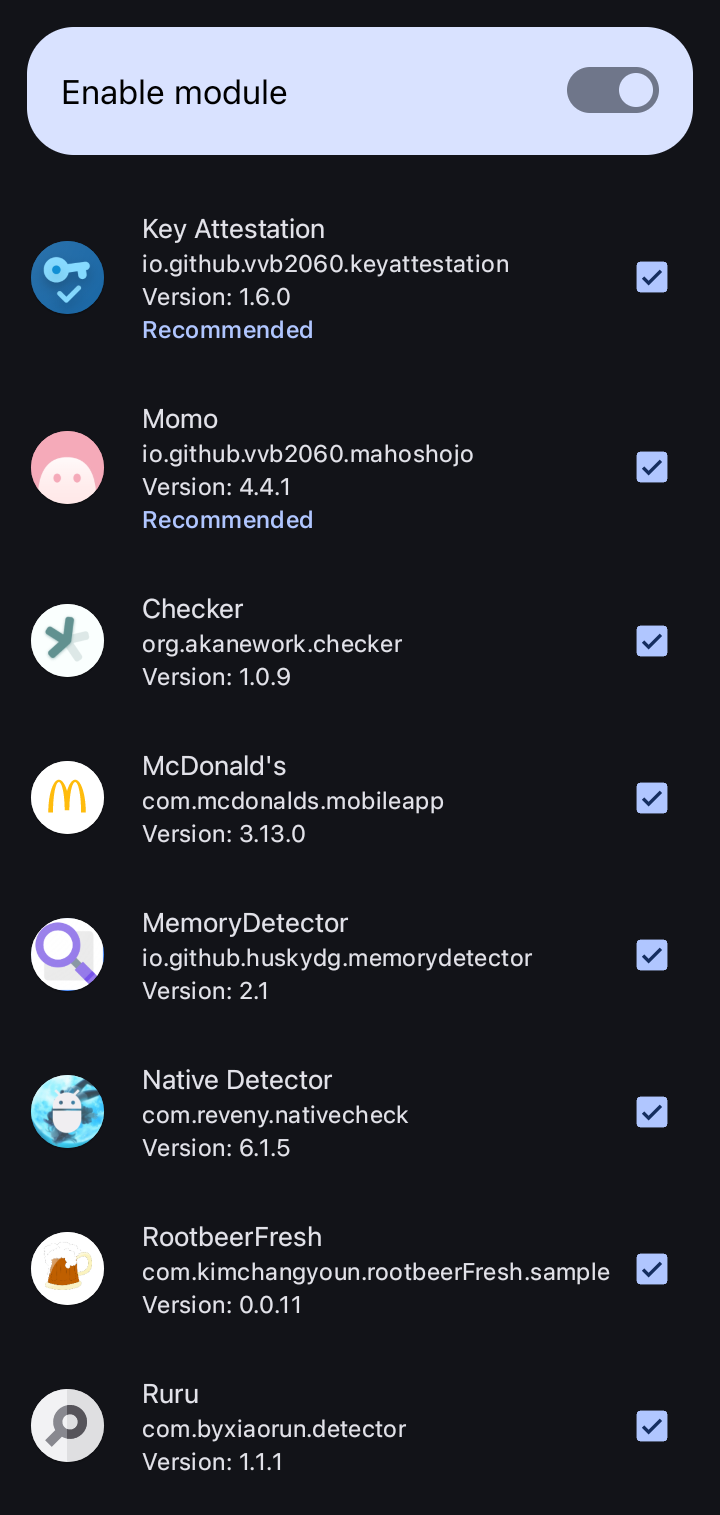 Enable module
Key Attestation
io.github.vvb2060.keyattestation
Version: 1.6.0
Recommended
Momo
io.github.vvb2060.mahoshojo
Version: 4.4.1
Recommended
Checker
org.akanework.checker
Version: 1.0.9
McDonald's
com.mcdonalds.mobileapp
Version: 3.13.0
MemoryDetector
io.github.huskydg.memorydetector
Version: 2.1
Native Detector
com.reveny.nativecheck
Version: 6.1.5
RootbeerFresh
com.kimchangyoun.rootbeerFresh.sample
Version: 0.0.11
Ruru
com.byxiaorun.detector
Version: 1.1.1